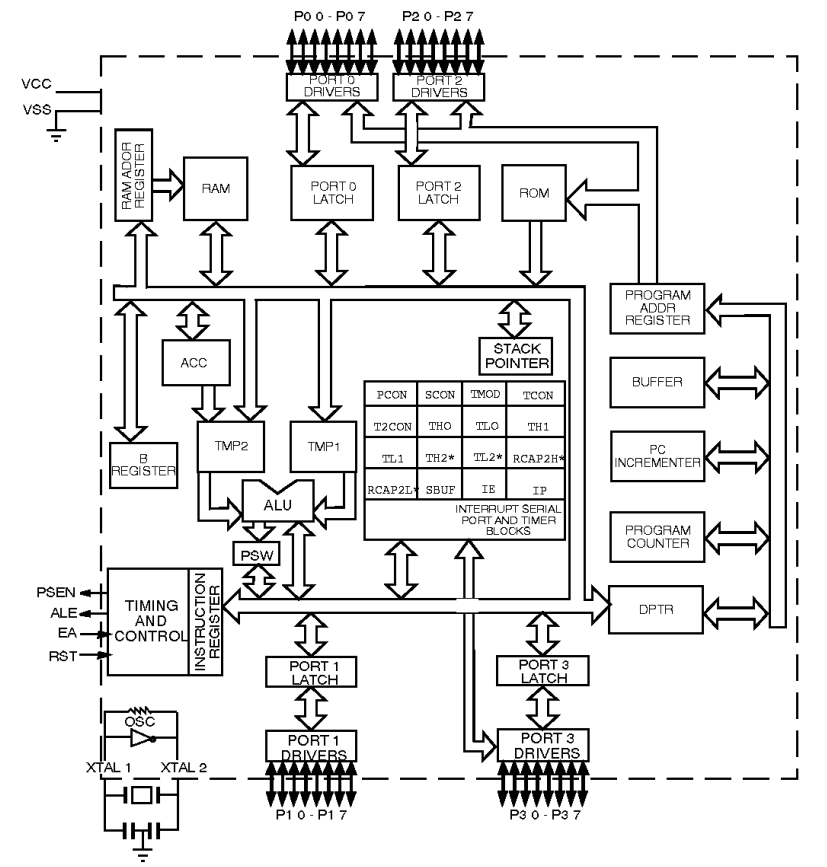 P0 0 - P0 7
P2 0 - P2 7
VCC
VSS
PORT 0
DRIVERS
PORT 2
DRIVERS
RAM ADDR
REGISTER
RAM
PORT 0
LATCH
PORT 2
LATCH
ROM
PROGRAM
ADDR
REGISTER
STACK
POINTER
ACC
BUFFER
PCON SCON TMOD TCON
T2CON TH0 TL0 TH1
TL1 TH2* TL2* RCAP2H*
RCAP2L* SBUF IE IP
INTERRUPT SERIAL
PORT AND TIMER
BLOCKS
B
REGISTER
TMP2
TMP1
PC
INCREMENTER
ALU
PSW
PROGRAM
COUNTER
PSEN
ALE
EA
RST
TIMING
AND
CONTROL
INSTRUCTION
REGISTER
DPTR
PORT 1
LATCH
PORT 3
LATCH
OSC
XTAL 1
XTAL 2
PORT 1
DRIVERS
PORT 3
DRIVERS
P1 0 - P1 7
P3 0 - P3 7